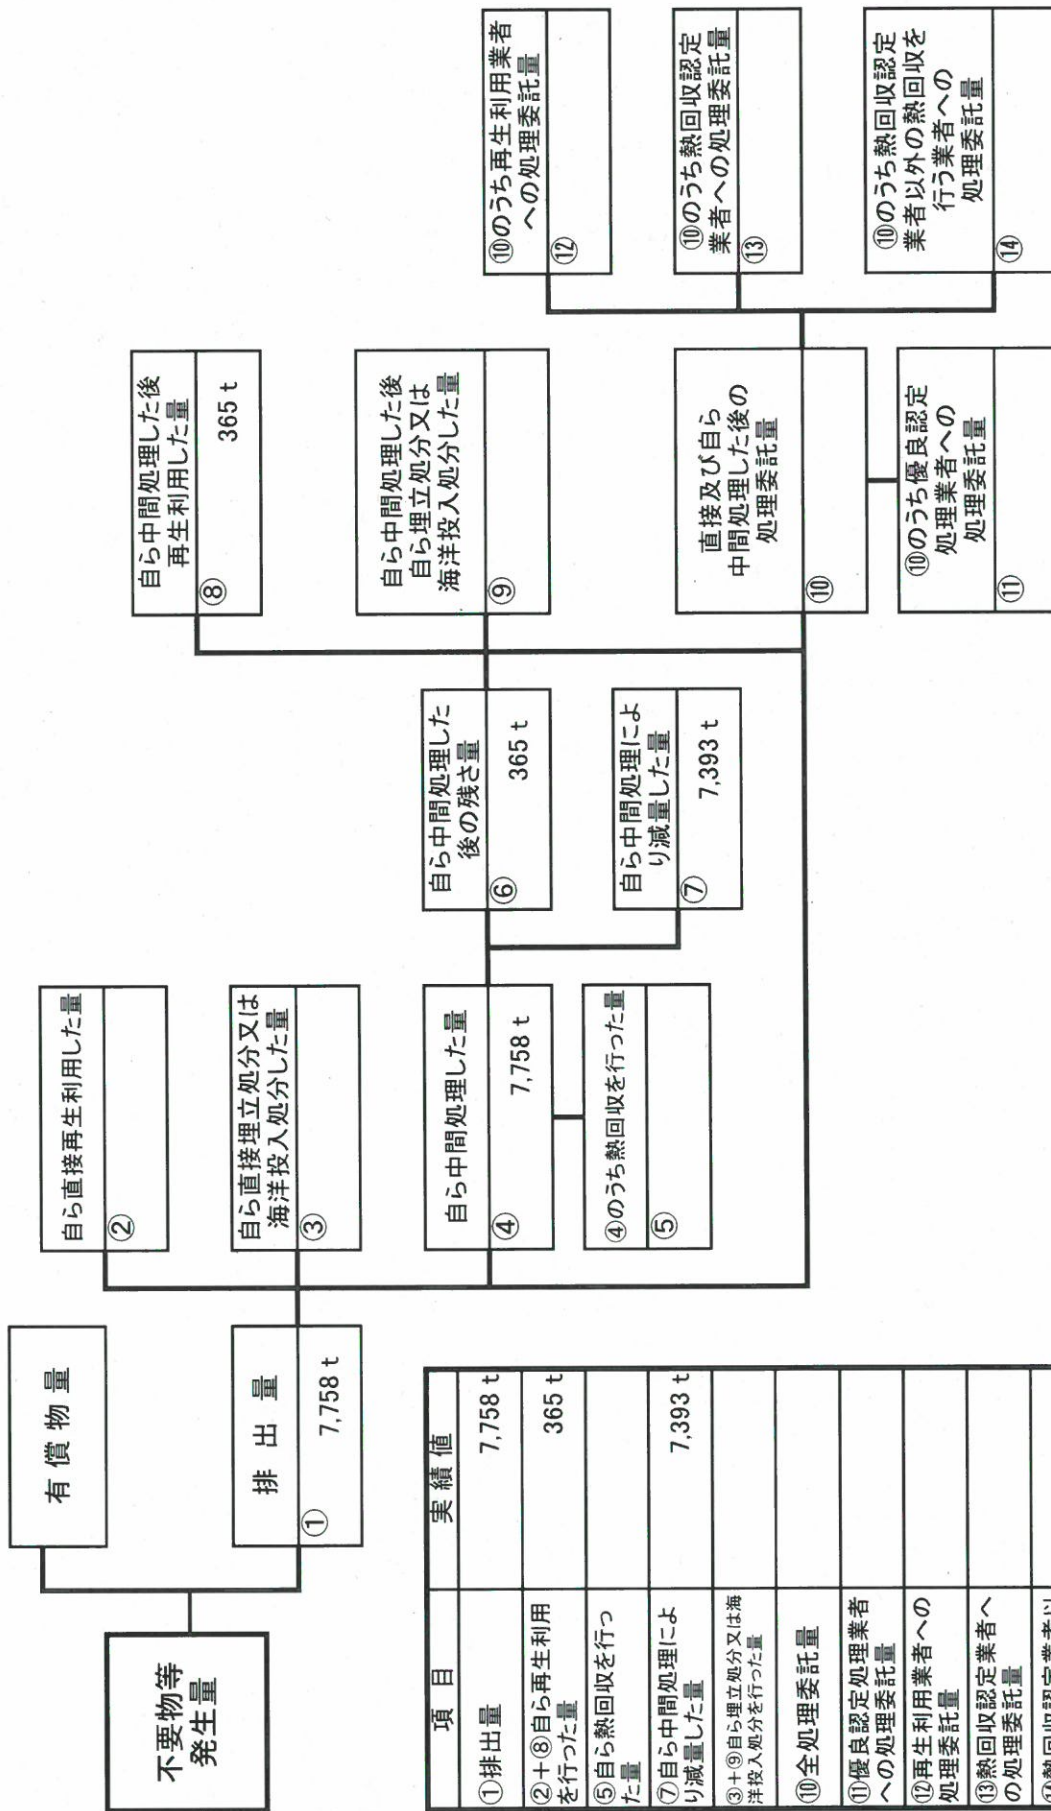 不要物等
発生量
有償物量
排出量
①
7,758 t
自ら直接再生利用した量
②
自ら直接埋立処分又は
海洋投入処分した量
③
自ら中間処理した量
④
7,758 t
④のうち熱回収を行った量
⑤
自ら中間処理した
後の残さ量
⑥
365 t
自ら中間処理によ
り減量した量
⑦
7,393 t
自ら中間処理した後
再生利用した量
⑧
365 t
自ら中間処理した後
自ら埋立処分又は
海洋投入処分した量
⑨
直接及び自ら
中間処理した後の
処理委託量
⑩
⑩のうち優良認定
処理業者への
処理委託量
⑪
⑩のうち再生利用業者
への処理委託量
⑫
⑩のうち熱回収認定
業者への処理委託量
⑬
⑩のうち熱回収認定
業者以外の熱回収を
行う業者への
処理委託量
⑭
項目 実績値
①排出量 7,758 t
②+⑧自ら再生利用
を行った量 365 t
⑤自ら熱回収を行っ
た量
⑦自ら中間処理によ
り減量した量 7,393 t
③+⑨自ら埋立処分又は海
洋投入処分を行った量
⑩全処理委託量
⑪優良認定処理業者
への処理委託量
⑫再生利用業者への
処理委託量
⑬熱回収認定業者へ
の処理委託量